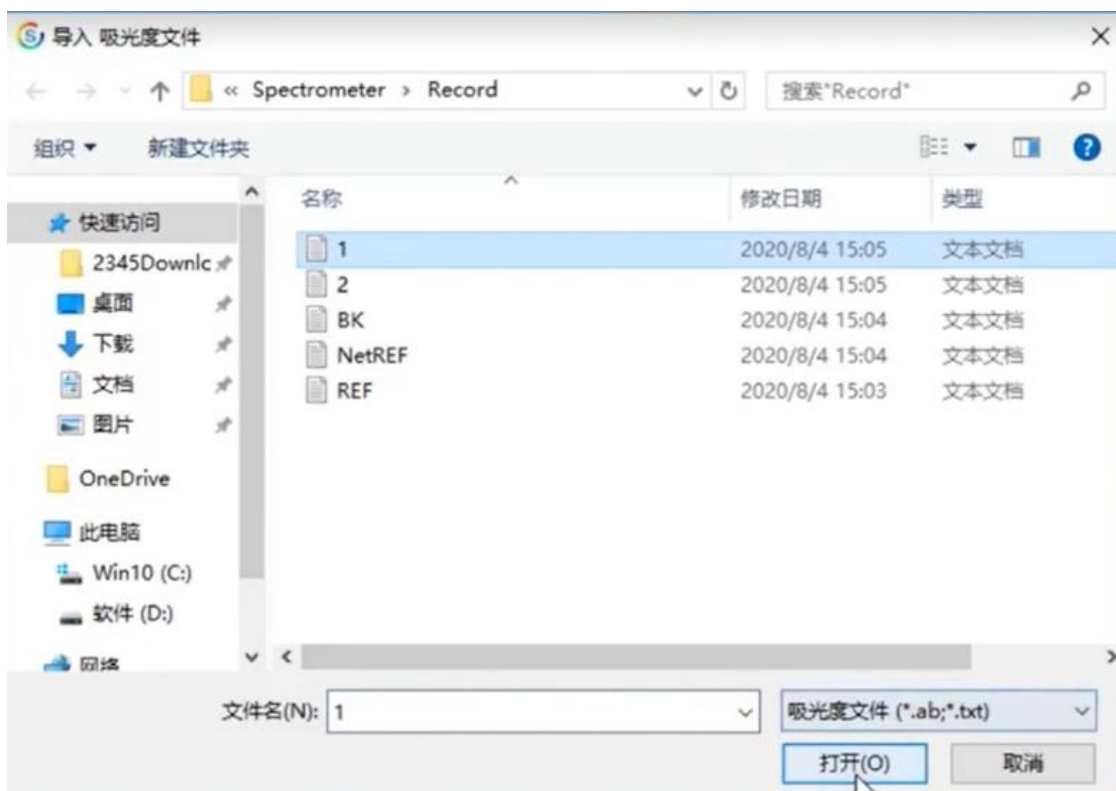 导入 吸光度文件
« Spectrometer › Record
搜索"Record"
组织
新建文件夹
名称
修改日期
类型
快速访问
2345Downlc
桌面
下载
文档
图片
OneDrive
此电脑
Win10 (C:)
软件 (D:)
网络
1 2020/8/4 15:05 文本文档
2 2020/8/4 15:05 文本文档
BK 2020/8/4 15:04 文本文档
NetREF 2020/8/4 15:04 文本文档
REF 2020/8/4 15:03 文本文档
文件名(N): 1
吸光度文件 (*.ab;*.txt)
打开(O)
取消